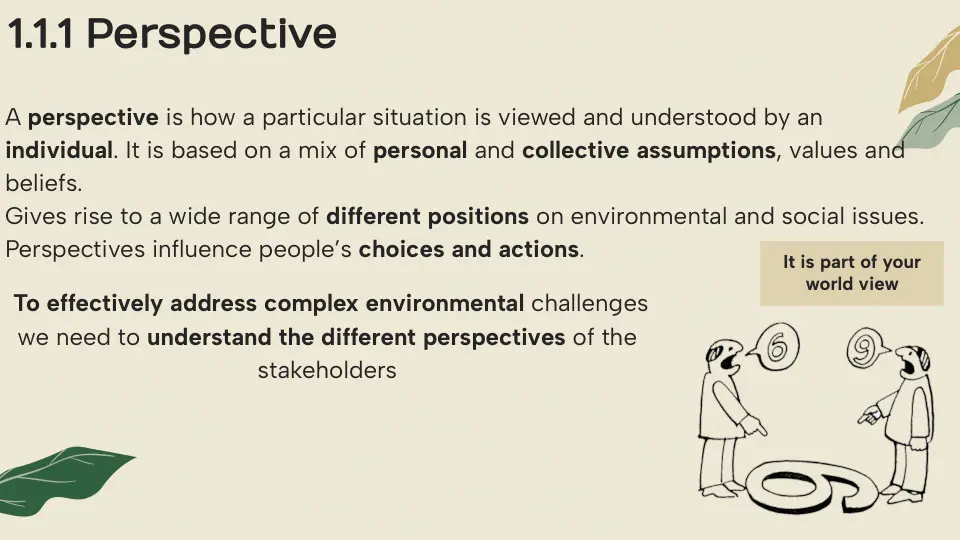 1.1.1 Perspective
A perspective is how a particular situation is viewed and understood by an
individual. It is based on a mix of personal and collective assumptions, values and
beliefs.
Gives rise to a wide range of different positions on environmental and social issues.
Perspectives influence people’s choices and actions.
It is part of your
world view
To effectively address complex environmental challenges
we need to understand the different perspectives of the
stakeholders
6
9
6